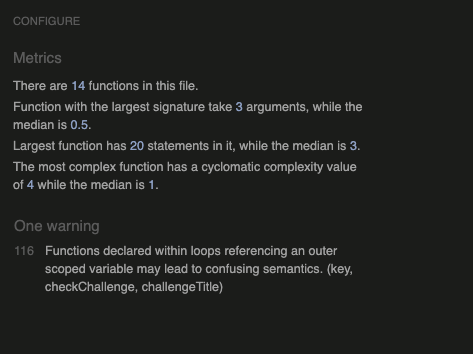 CONFIGURE
Metrics
There are 14 functions in this file.
Function with the largest signature take 3 arguments, while the
median is 0.5.
Largest function has 20 statements in it, while the median is 3.
The most complex function has a cyclomatic complexity value
of 4 while the median is 1.
One warning
116 Functions declared within loops referencing an outer
scoped variable may lead to confusing semantics. (key,
checkChallenge, challengeTitle)